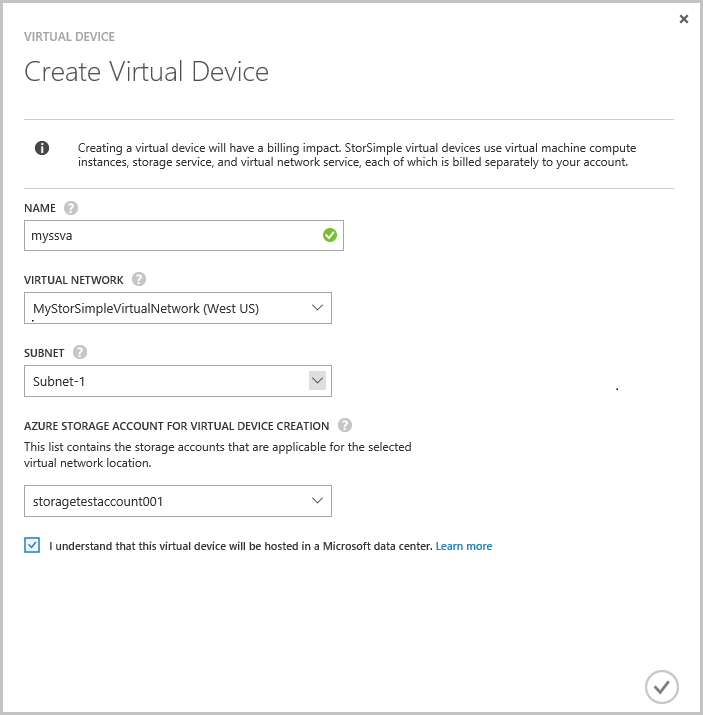 VIRTUAL DEVICE
Create Virtual Device
Creating a virtual device will have a billing impact. StorSimple virtual devices use virtual machine compute
instances, storage service, and virtual network service, each of which is billed separately to your account.
NAME ?
myssva
VIRTUAL NETWORK ?
MyStorSimpleVirtualNetwork (West US)
SUBNET ?
Subnet-1
AZURE STORAGE ACCOUNT FOR VIRTUAL DEVICE CREATION ?
This list contains the storage accounts that are applicable for the selected
virtual network location.
storagetestaccount001
I understand that this virtual device will be hosted in a Microsoft data center. Learn more